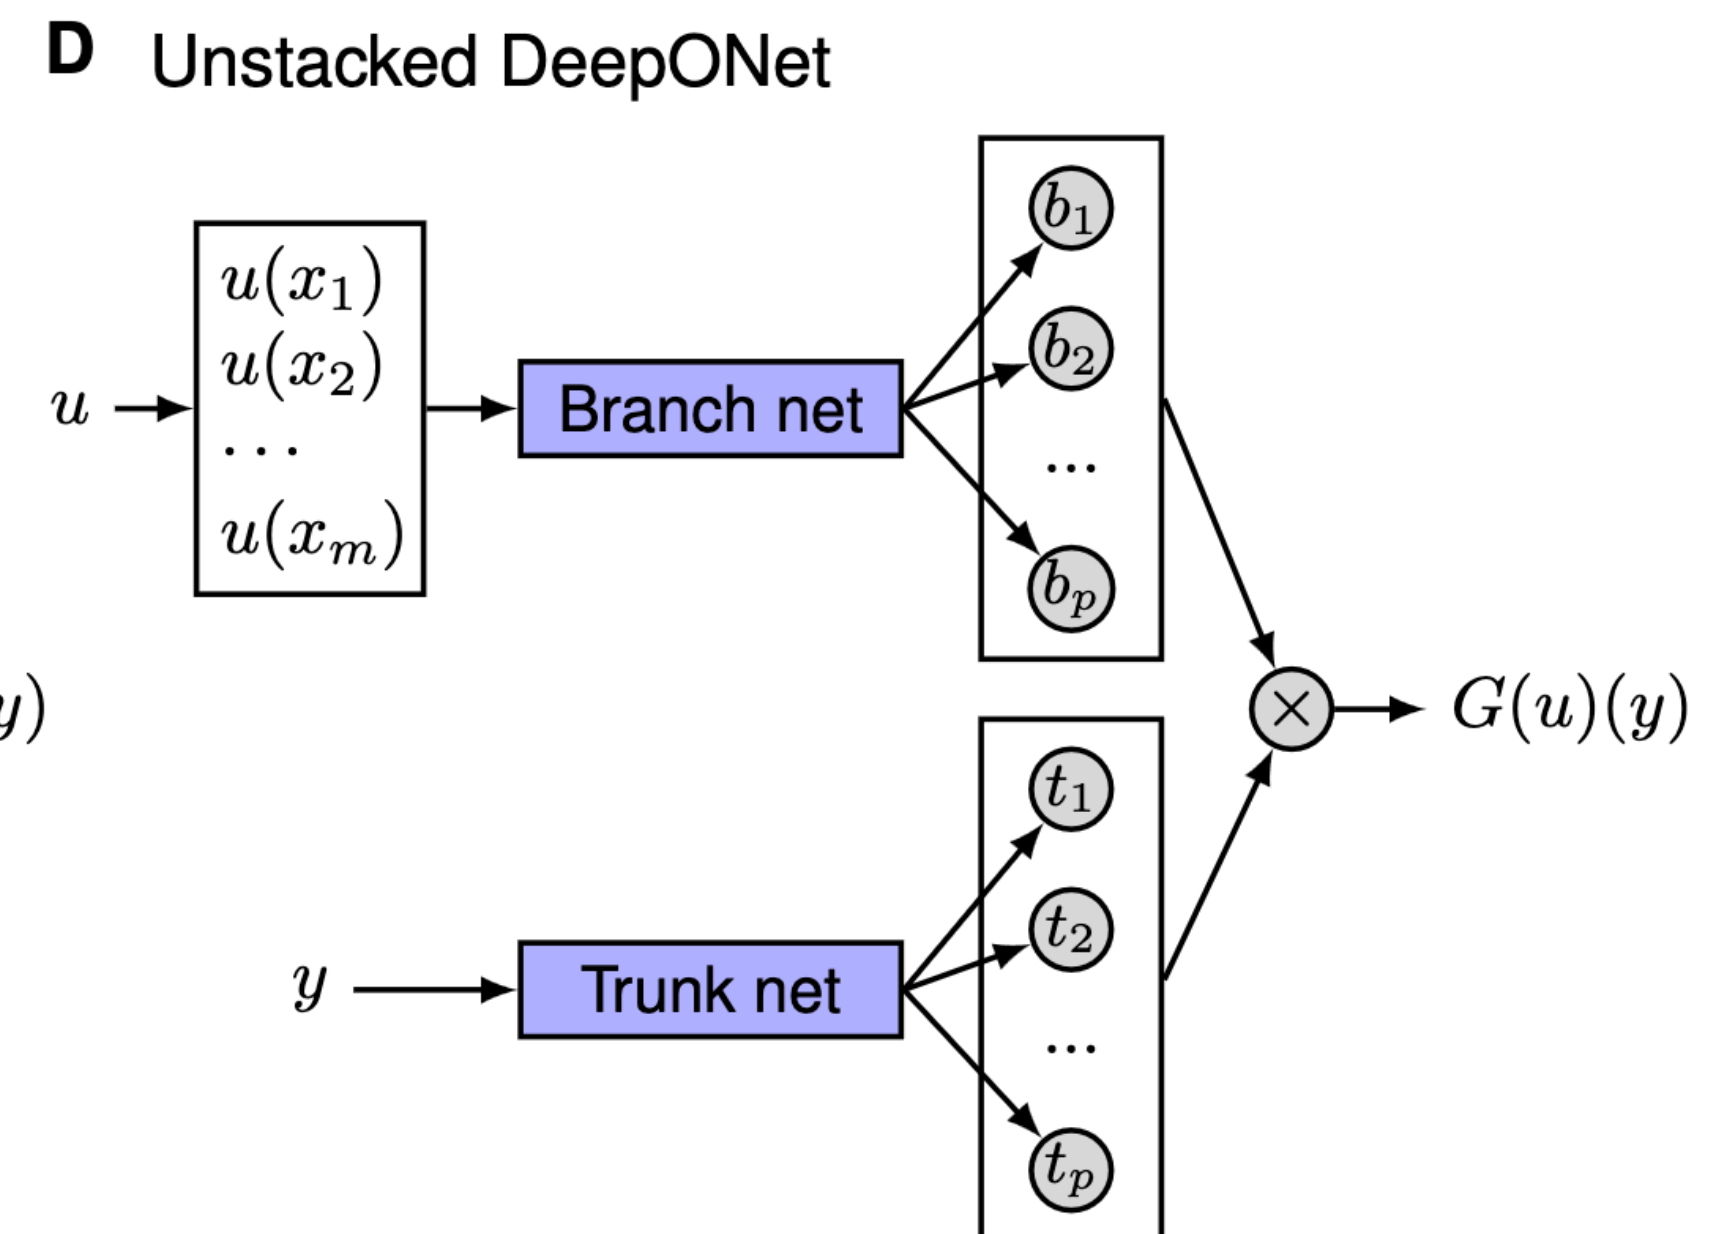 D Unstacked DeepONet
u
u(x₁)
u(x₂)
...
u(xₘ)
Branch net
b₁
b₂
...
bₚ
y)
⊗
G(u)(y)
y
Trunk net
t₁
t₂
...
tₚ